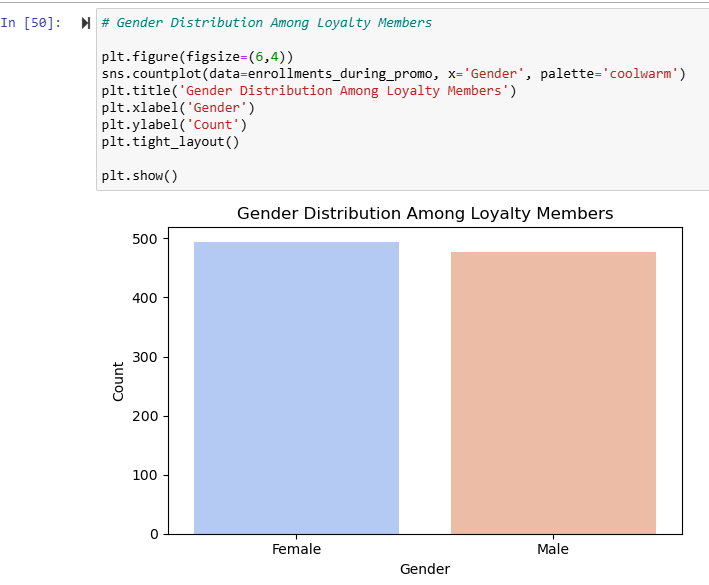 In [50]:
# Gender Distribution Among Loyalty Members
plt.figure(figsize=(6,4))
sns.countplot(data=enrollments_during_promo, x='Gender', palette='coolwarm')
plt.title('Gender Distribution Among Loyalty Members')
plt.xlabel('Gender')
plt.ylabel('Count')
plt.tight_layout()
plt.show()
Gender Distribution Among Loyalty Members
500
400
300
200
100
0
Count
Female
Male
Gender